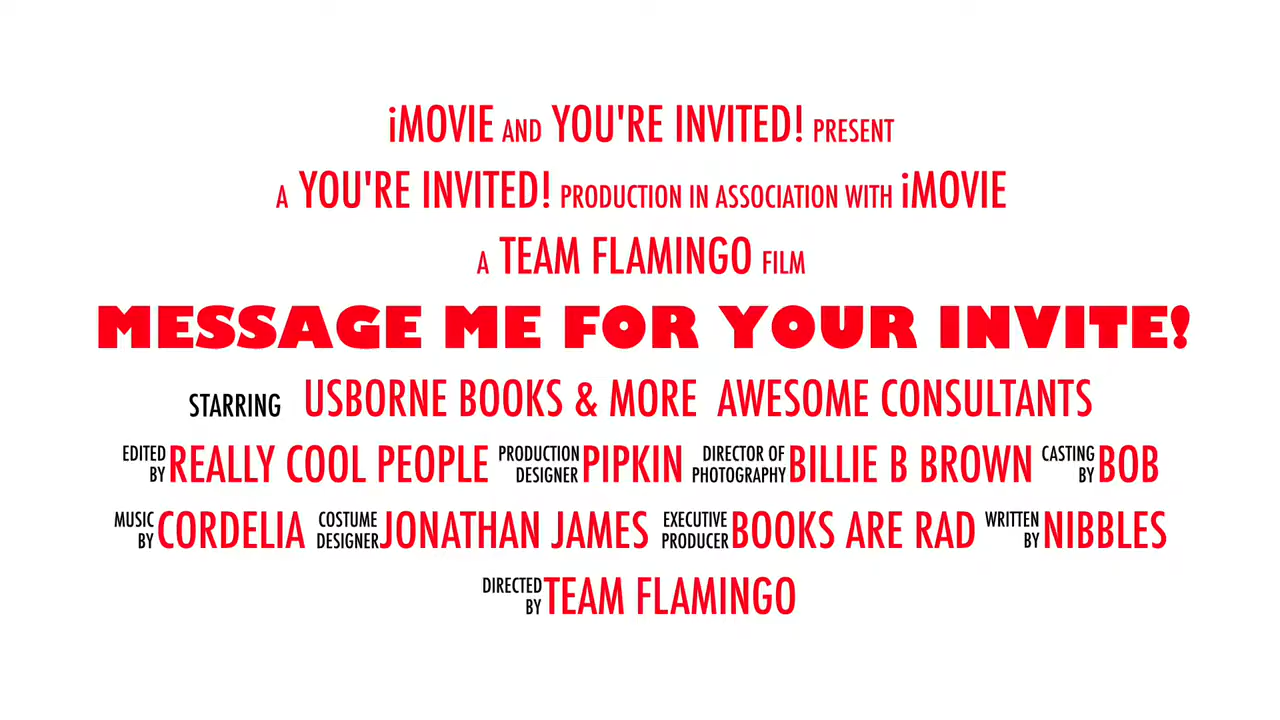 iMOVIE AND YOU'RE INVITED! PRESENT
A YOU'RE INVITED! PRODUCTION IN ASSOCIATION WITH iMOVIE
A TEAM FLAMINGO FILM
MESSAGE ME FOR YOUR INVITE!
STARRING USBORNE BOOKS & MORE AWESOME CONSULTANTS
EDITED BY REALLY COOL PEOPLE PRODUCTION DESIGNER PIPKIN DIRECTOR OF PHOTOGRAPHY BILLIE B BROWN CASTING BY BOB
MUSIC BY CORDELIA COSTUME DESIGNER JONATHAN JAMES EXECUTIVE PRODUCER BOOKS ARE RAD WRITTEN BY NIBBLES
DIRECTED BY TEAM FLAMINGO